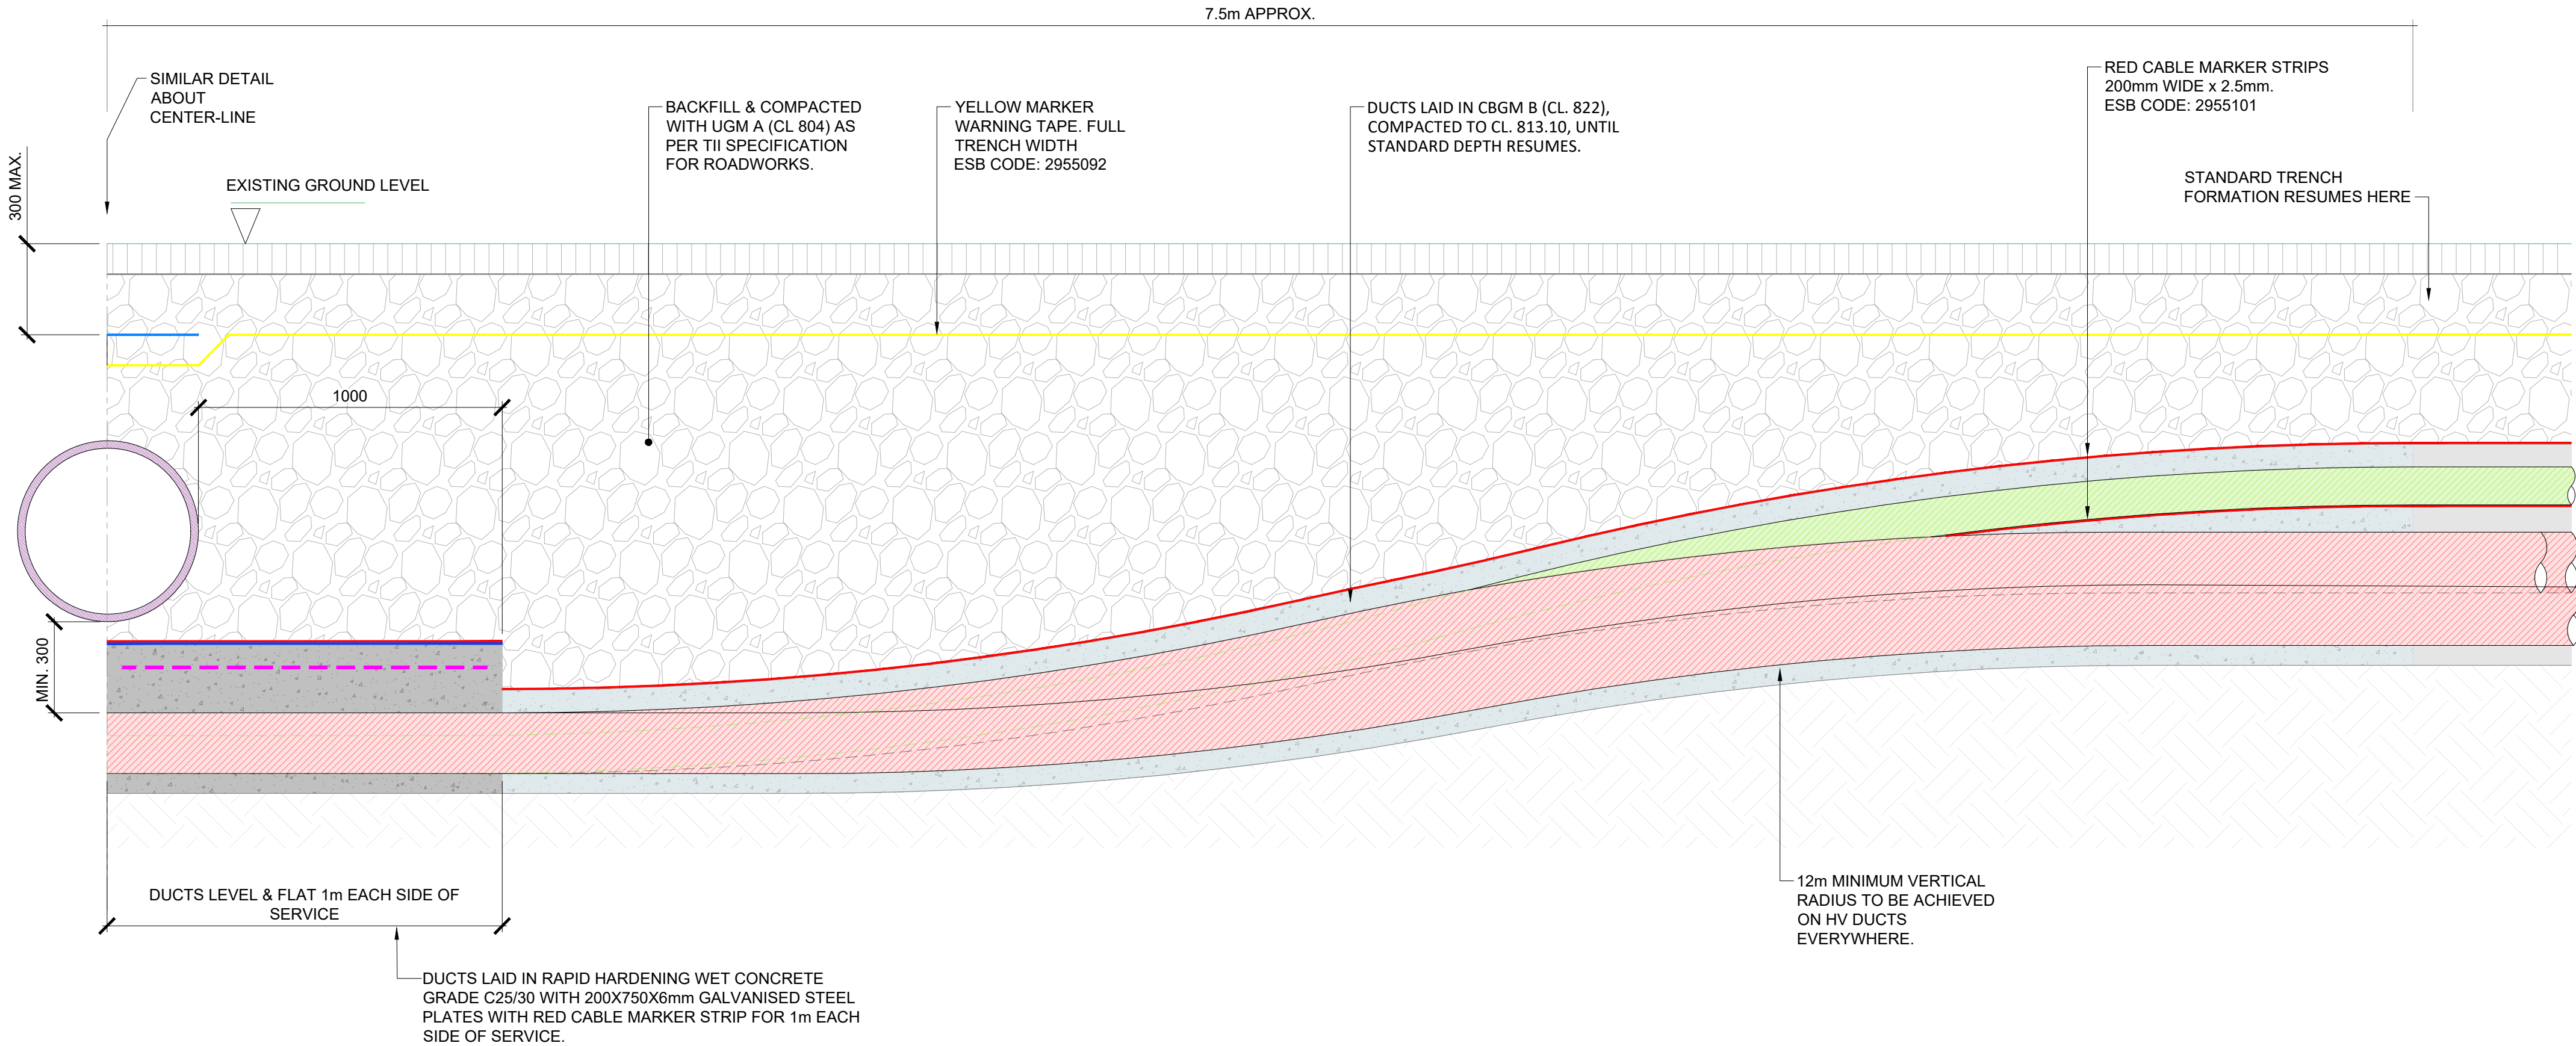 7.5m APPROX.
SIMILAR DETAIL
ABOUT
CENTER-LINE
BACKFILL & COMPACTED
WITH UGM A (CL 804) AS
PER TII SPECIFICATION
FOR ROADWORKS.
YELLOW MARKER
WARNING TAPE. FULL
TRENCH WIDTH
ESB CODE: 2955092
DUCTS LAID IN CBGM B (CL. 822),
COMPACTED TO CL. 813.10, UNTIL
STANDARD DEPTH RESUMES.
RED CABLE MARKER STRIPS
200mm WIDE x 2.5mm.
ESB CODE: 2955101
300 MAX.
EXISTING GROUND LEVEL
STANDARD TRENCH
FORMATION RESUMES HERE
1000
MIN. 300
DUCTS LEVEL & FLAT 1m EACH SIDE OF
SERVICE
12m MINIMUM VERTICAL
RADIUS TO BE ACHIEVED
ON HV DUCTS
EVERYWHERE.
DUCTS LAID IN RAPID HARDENING WET CONCRETE
GRADE C25/30 WITH 200X750X6mm GALVANISED STEEL
PLATES WITH RED CABLE MARKER STRIP FOR 1m EACH
SIDE OF SERVICE.